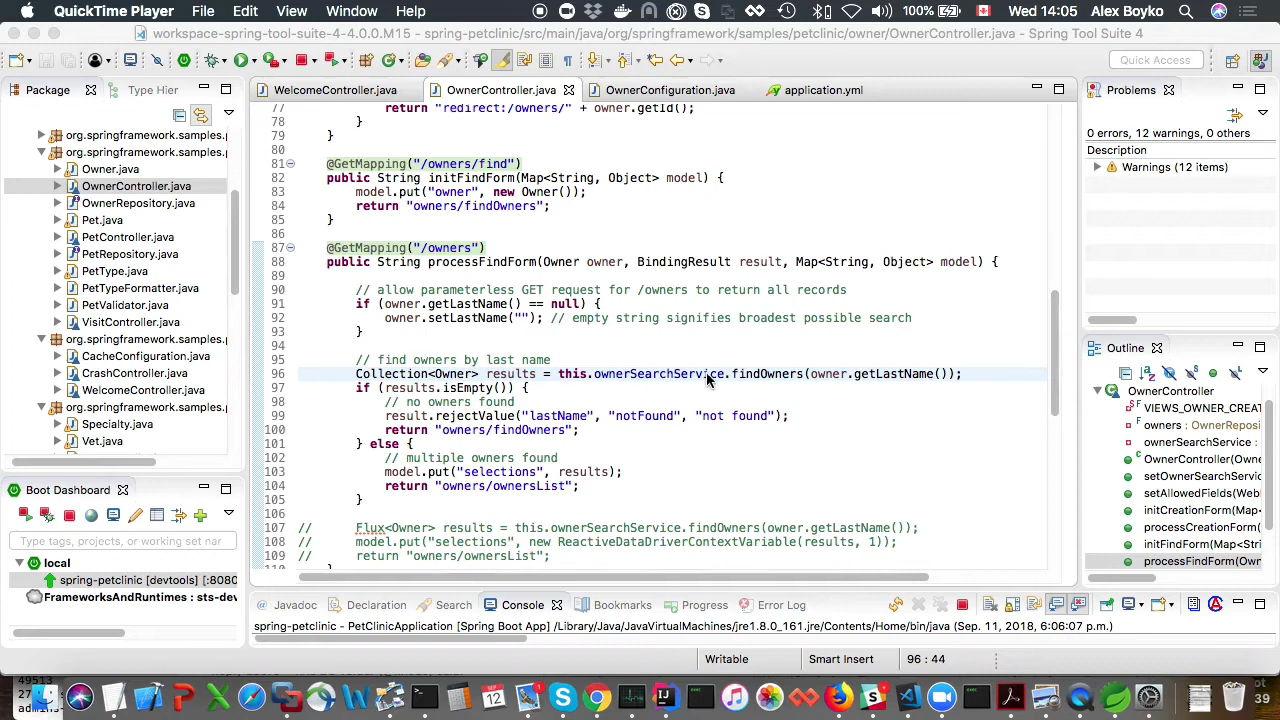 QuickTime Player File Edit View Window Help 100% Wed 14:05 Alex Boyko
workspace-spring-tool-suite-4-4.0.0.M15 - spring-petclinic/src/main/java/org/springframework/samples/petclinic/owner/OwnerController.java - Spring Tool Suite 4
Quick Access
Package Type Hier
org.springframework.samples.
org.springframework.samples.
Owner.java
OwnerController.java
OwnerRepository.java
Pet.java
PetController.java
PetRepository.java
PetType.java
PetTypeFormatter.java
PetValidator.java
VisitController.java
org.springframework.samples.
CacheConfiguration.java
CrashController.java
WelcomeController.java
org.springframework.samples.
Specialty.java
Vet.java
Boot Dashboard
Type tags, projects, or working set nar
local
spring-petclinic [devtools] [:8080
FrameworksAndRuntimes : sts-dev
WelcomeController.java OwnerController.java OwnerConfiguration.java application.yml
77 return "redirect:/owners/" + owner.getId();
78 }
79 }
80
81 @GetMapping("/owners/find")
82 public String initFindForm(Map<String, Object> model) {
83 model.put("owner", new Owner());
84 return "owners/findOwners";
85 }
86
87 @GetMapping("/owners")
88 public String processFindForm(Owner owner, BindingResult result, Map<String, Object> model) {
89
90 // allow parameterless GET request for /owners to return all records
91 if (owner.getLastName() == null) {
92 owner.setLastName(""); // empty string signifies broadest possible search
93 }
94
95 // find owners by last name
96 Collection<Owner> results = this.ownerSearchService.findOwners(owner.getLastName());
97 if (results.isEmpty()) {
98 // no owners found
99 result.rejectValue("lastName", "notFound", "not found");
100 return "owners/findOwners";
101 } else {
102 // multiple owners found
103 model.put("selections", results);
104 return "owners/ownersList";
105 }
106
107 // Flux<Owner> results = this.ownerSearchService.findOwners(owner.getLastName());
108 // model.put("selections", new ReactiveDataDriverContextVariable(results, 1));
109 // return "owners/ownersList";
110 }
Javadoc Declaration Search Console Bookmarks Progress Error Log
spring-petclinic - PetClinicApplication [Spring Boot App] /Library/Java/JavaVirtualMachines/jre1.8.0_161.jre/Contents/Home/bin/java (Sep. 11, 2018, 6:06:07 p.m.)
Problems
0 errors, 12 warnings, 0 others
Description
Warnings (12 items)
Outline
OwnerController
VIEWS_OWNER_CREAT
owners : OwnerReposi
ownerSearchService :
OwnerController(Owne
setOwnerSearchServic
setAllowedFields(Webl
initCreationForm(Map<
processCreationForm(
initFindForm(Map<Stri
processFindForm(Own
Writable Smart Insert 96 : 44
49513
admins-